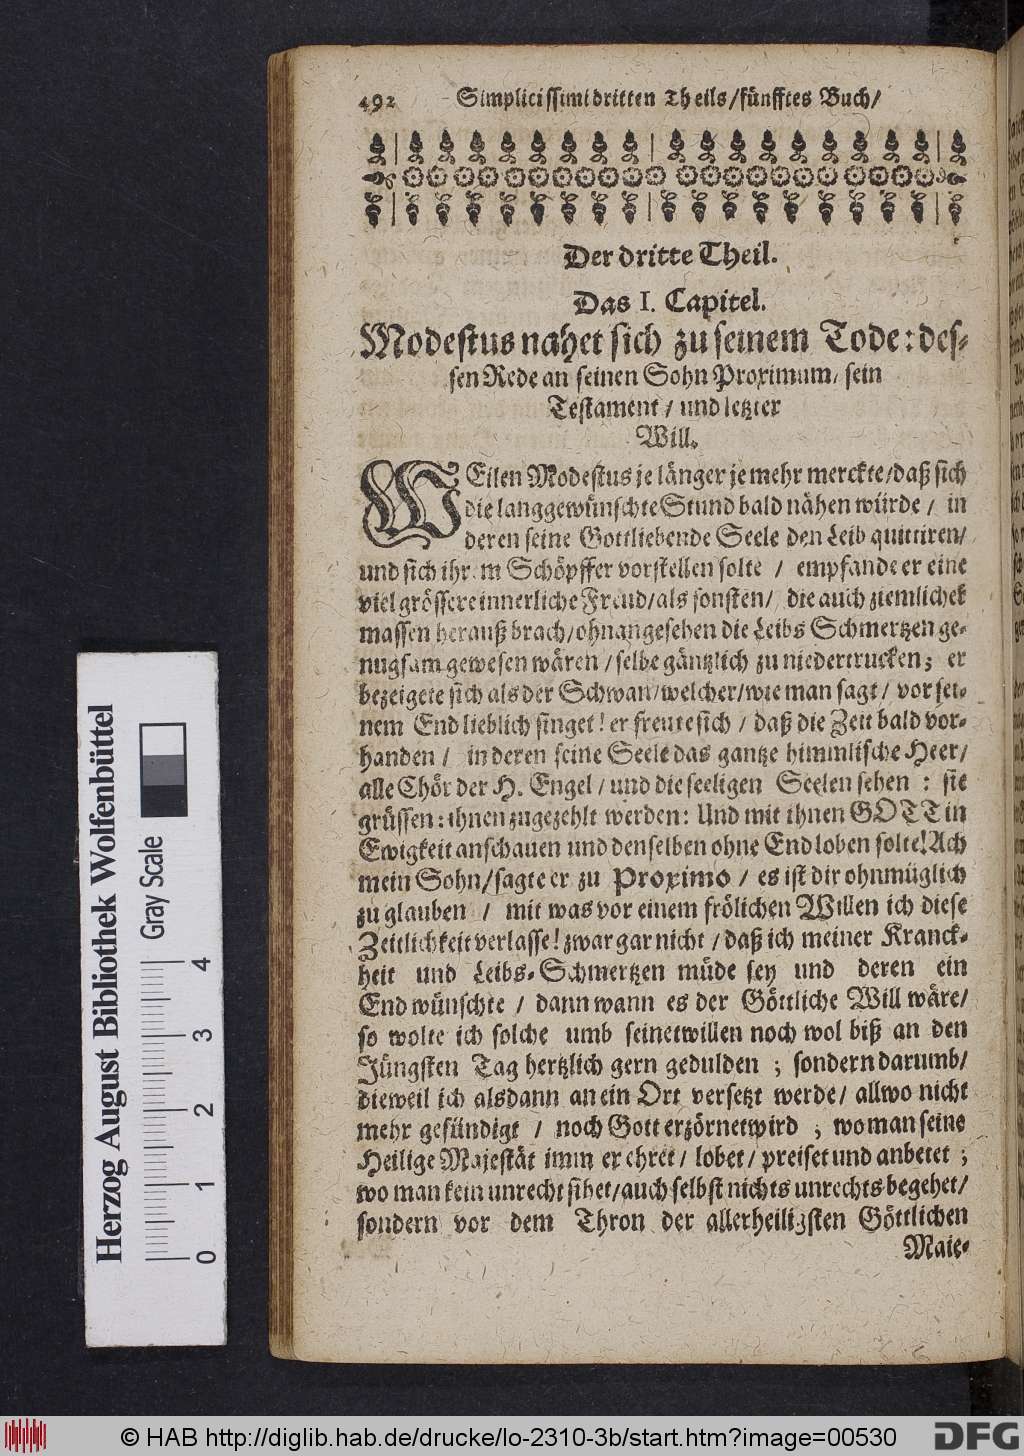 492 Simplicissimi dritten Theils/fünfftes Buch/
Der dritte Theil.
Das I. Capitel.
Modestus nahet sich zu seinem Tode: des-
sen Rede an seinen Sohn Proximum, sein
Testament / und letzter
Will.
WEilen Modestus je länger je mehr merckte/daß sich
die langgewünschte Stund bald nähen würde / in
deren seine Gottliebende Seele den Leib quittiren/
und sich ihrem Schöpffer vorstellen solte / empfande er eine
viel grössere innerliche Freud/als sonsten/ die auch ziemlicher
massen herauß brach/ohnangesehen die Leibs Schmertzen ge-
nugsam gewesen wären / selbe gäntzlich zu niedertrucken; er
bezeigete sich als der Schwan/welcher/wie man sagt/ vor sei-
nem End lieblich singet! er freute sich / daß die Zeit bald vor-
handen / in deren seine Seele das gantze himmlische Heer/
alle Chör der H. Engel / und die seeligen Seelen sehen : sie
grüssen: ihnen zugezehlt werden: Und mit ihnen GOTT in
Ewigkeit anschauen und denselben ohne End loben solte! Ach
mein Sohn/sagte er zu Proximo / es ist dir ohnmüglich
zu glauben / mit was vor einem frölichen Willen ich diese
Zeitlichkeit verlasse! zwar gar nicht / daß ich meiner Kranck-
heit und Leibs-Schmertzen müde sey und deren ein
End wünschte / dann wann es der Göttliche Will wäre/
so wolte ich solche umb seinetwillen noch wol biß an den
Jüngsten Tag hertzlich gern gedulden ; sondern darumb/
dieweil ich alsdann an ein Ort versetzt werde/ allwo nicht
mehr gesündigt / noch Gott erzörnet wird ; wo man seine
Heilige Majestät immer ehret / lobet / preiset und anbetet ;
wo man kein unrecht sihet/auch selbst nichts unrechts begehet/
sondern vor dem Thron der allerheiligsten Göttlichen
Maje-
Herzog August Bibliothek Wolfenbüttel
Gray Scale
0 1 2 3 4
© HAB http://diglib.hab.de/drucke/lo-2310-3b/start.htm?image=00530
DFG